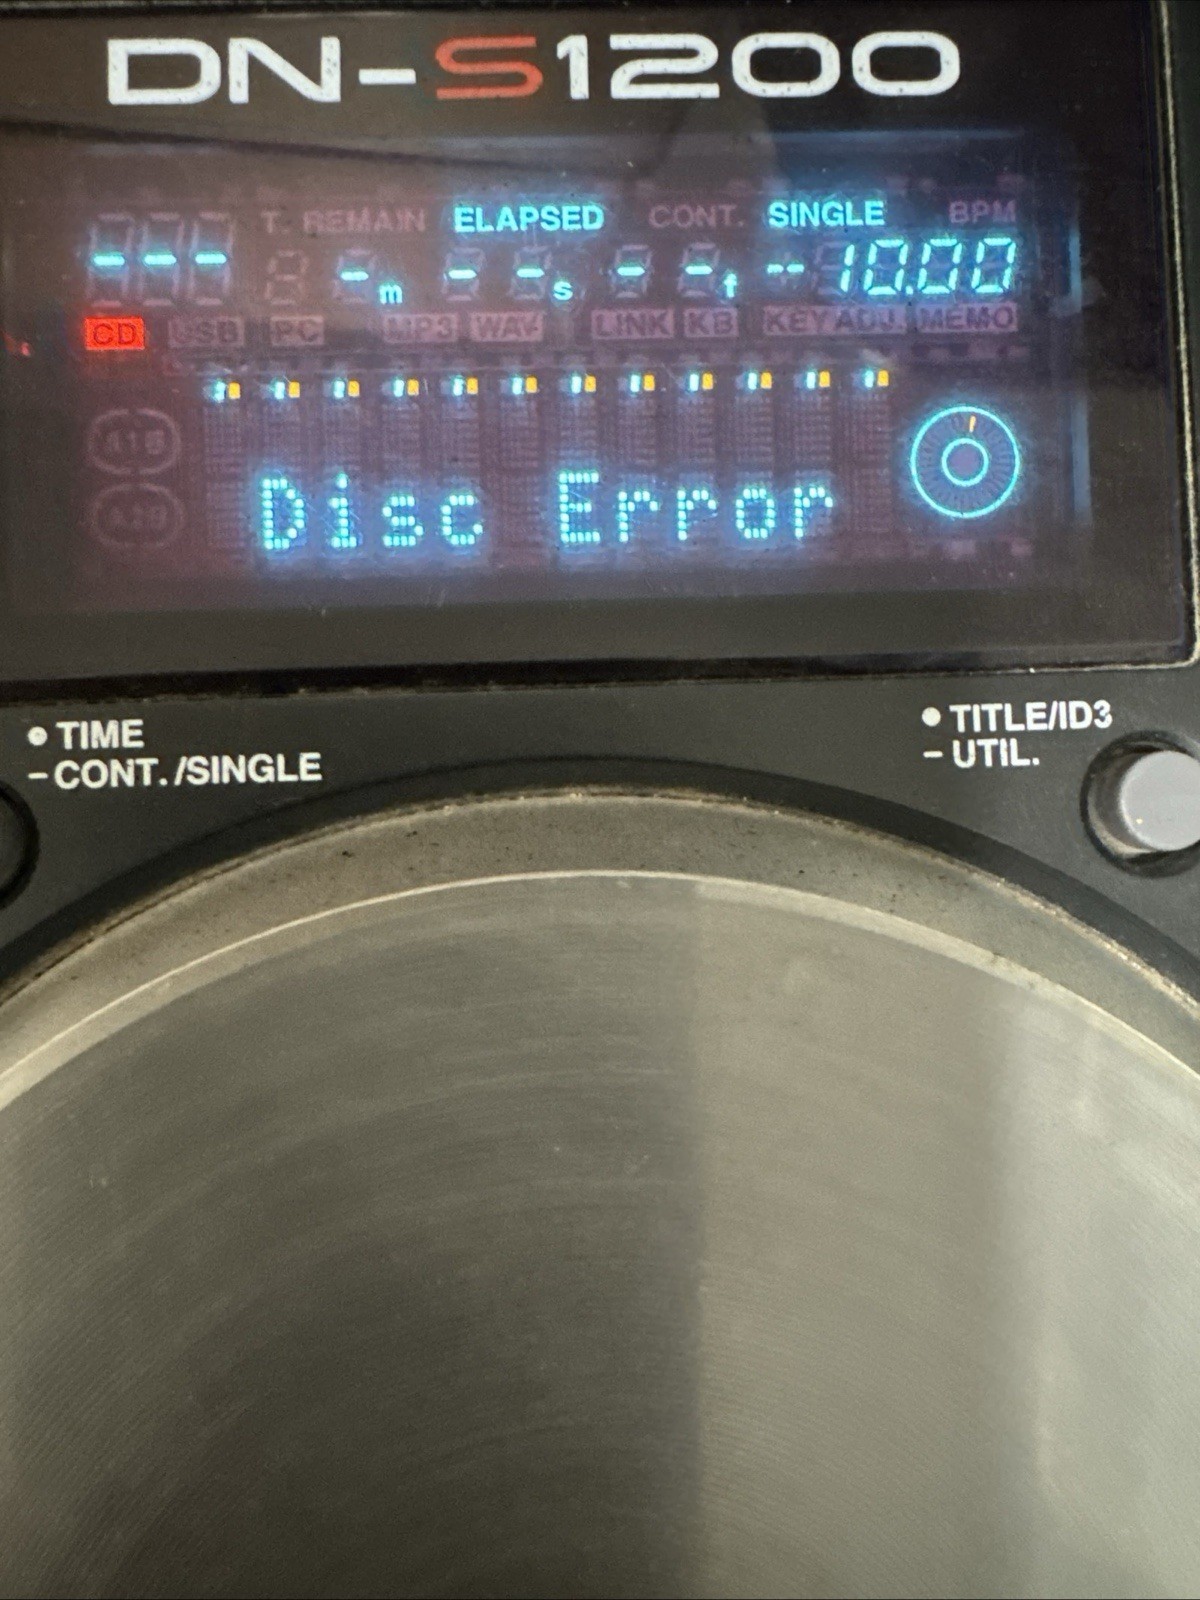 DN-S1200
T. REMAIN ELAPSED CONT. SINGLE BPM
--- -m --s --f -10.00
CD USB PC MP3 WAV LINK KB KEY ADJ. MEMO
Disc Error
• TIME
– CONT./SINGLE
• TITLE/ID3
– UTIL.